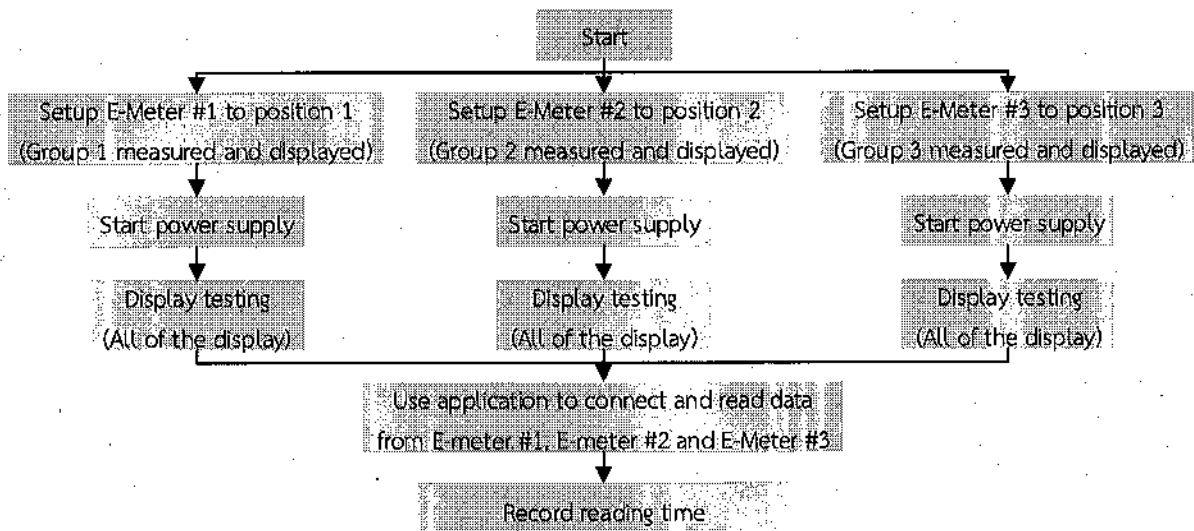 Start
Setup E-Meter #1 to position 1
(Group 1 measured and displayed)
Setup E-Meter #2 to position 2
(Group 2 measured and displayed)
Setup E-Meter #3 to position 3
(Group 3 measured and displayed)
Start power supply
Start power supply
Start power supply
Display testing
(All of the display)
Display testing
(All of the display)
Display testing
(All of the display)
Use application to connect and read data
from E-meter #1, E-meter #2 and E-Meter #3
Record reading time